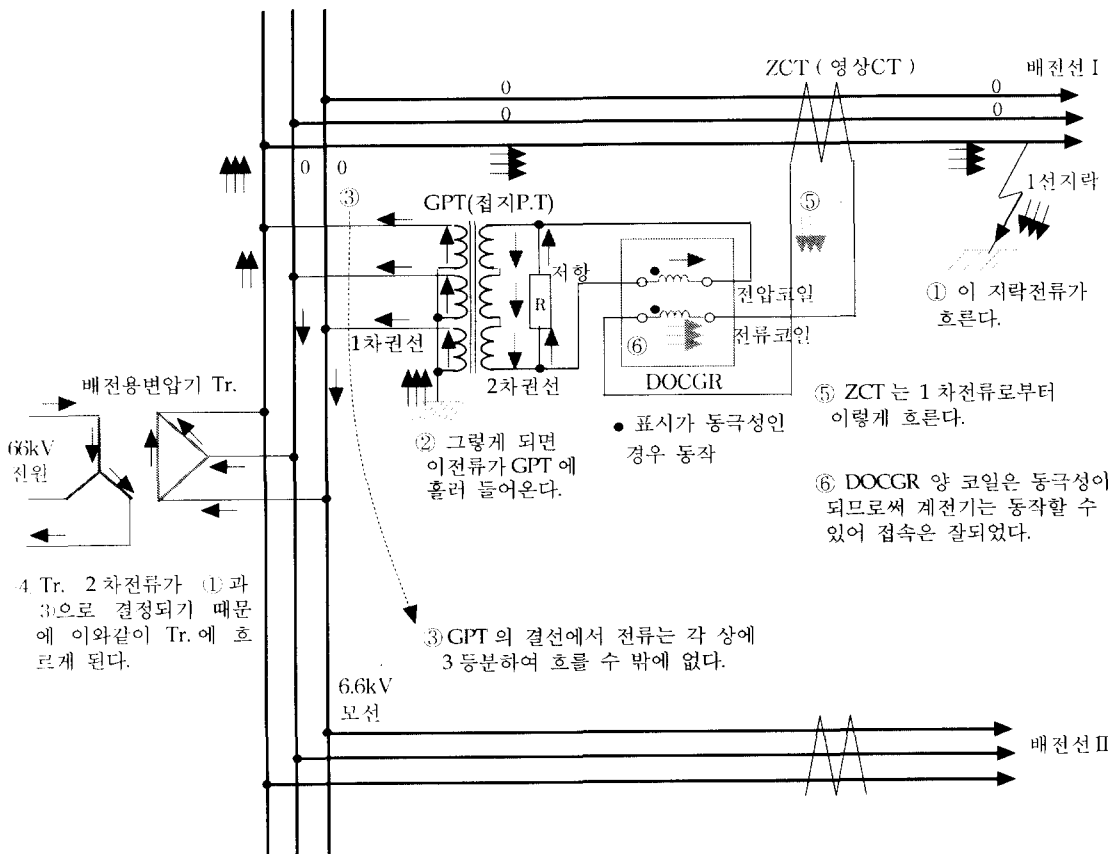 ZCT ( 영상CT )
배전선 I
0
0
0
0
0 0
③
GPT(접지P.T)
⑤
1선지락
저항
R
전압코일
전류코일
⑥
DOCGR
1차권선
2차권선
① 이 지락전류가
흐른다.
배전용변압기 Tr.
66kV
전원
② 그렇게 되면
이전류가 GPT 에
흘러 들어온다.
● 표시가 동극성인
경우 동작
⑤ ZCT 는 1 차전류로부터
이렇게 흐른다.
⑥ DOCGR 양 코일은 동극성이
되므로써 계전기는 동작할 수
있어 접속은 잘되었다.
4 Tr. 2 차전류가 ①과
3)으로 결정되기 때문
에 이와같이 Tr. 에 흐
르게 된다.
③ GPT 의 결선에서 전류는 각 상에
3 등분하여 흐를 수 밖에 없다.
6.6kV
모선
배전선 II